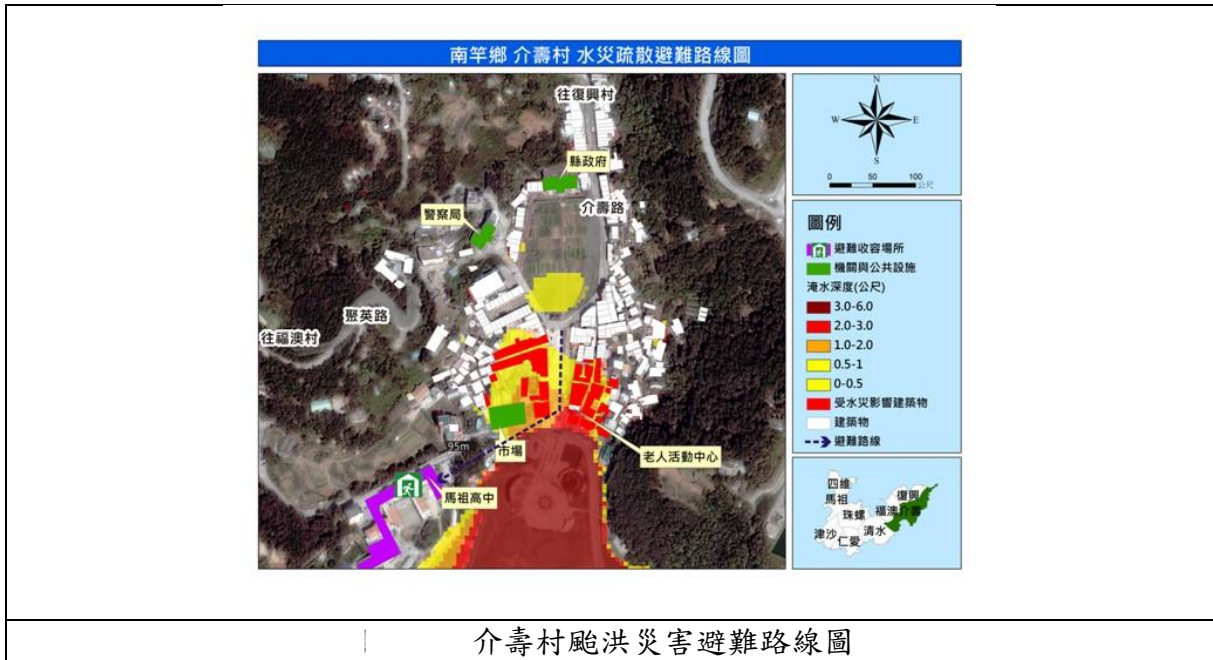 南竿鄉 介壽村 水災疏散避難路線圖
往復興村
縣政府
介壽路
警察局
聚英路
往福澳村
95m
市場
老人活動中心
馬祖高中
N
W
E
S
0 50 100
公尺
圖例
避難收容場所
機關與公共設施
淹水深度(公尺)
3.0-6.0
2.0-3.0
1.0-2.0
0.5-1
0-0.5
受水災影響建築物
建築物
避難路線
四維
馬祖
復興
珠螺
福澳
介壽
津沙
仁愛
清水
介壽村颱洪災害避難路線圖